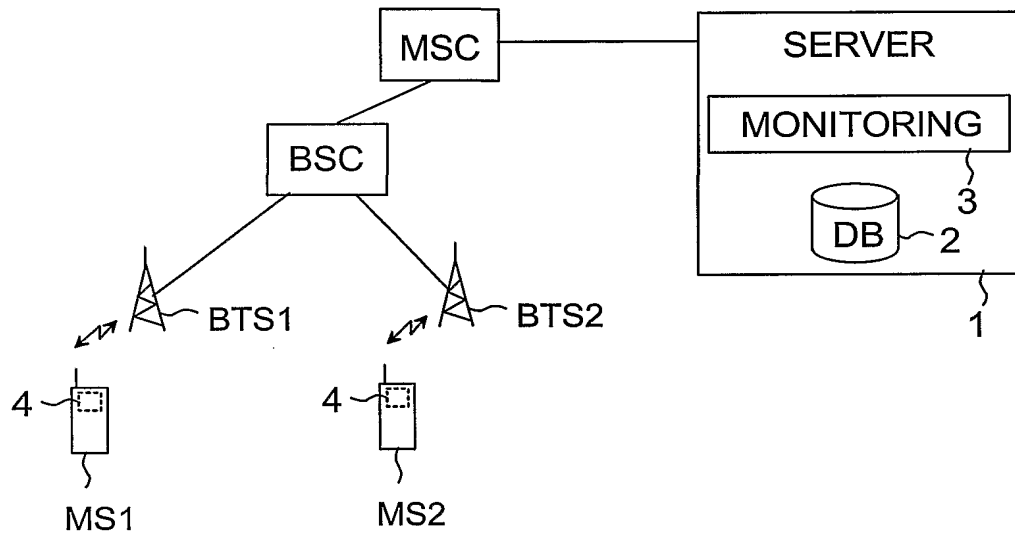 MSC
SERVER
MONITORING
BSC
3
DB
2
BTS1
BTS2
1
4
4
MS1
MS2